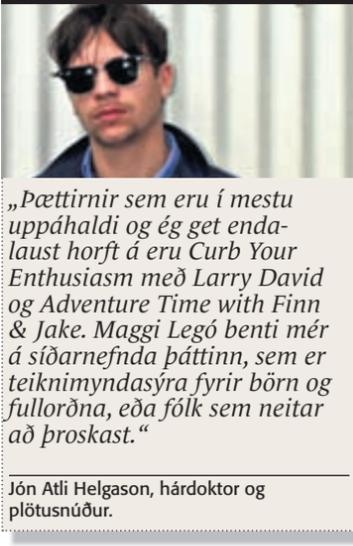 „Þættirnir sem eru í mestu
uppáhaldi og ég get enda-
laust horft á eru Curb Your
Enthusiasm með Larry David
og Adventure Time with Finn
& Jake. Maggi Legó benti mér
á síðarnefnda þáttinn, sem er
teiknimyndasýra fyrir börn og
fullorðna, eða fólk sem neitar
að þroskast.“
Jón Atli Helgason, hárdoktor og
plötusnúður.